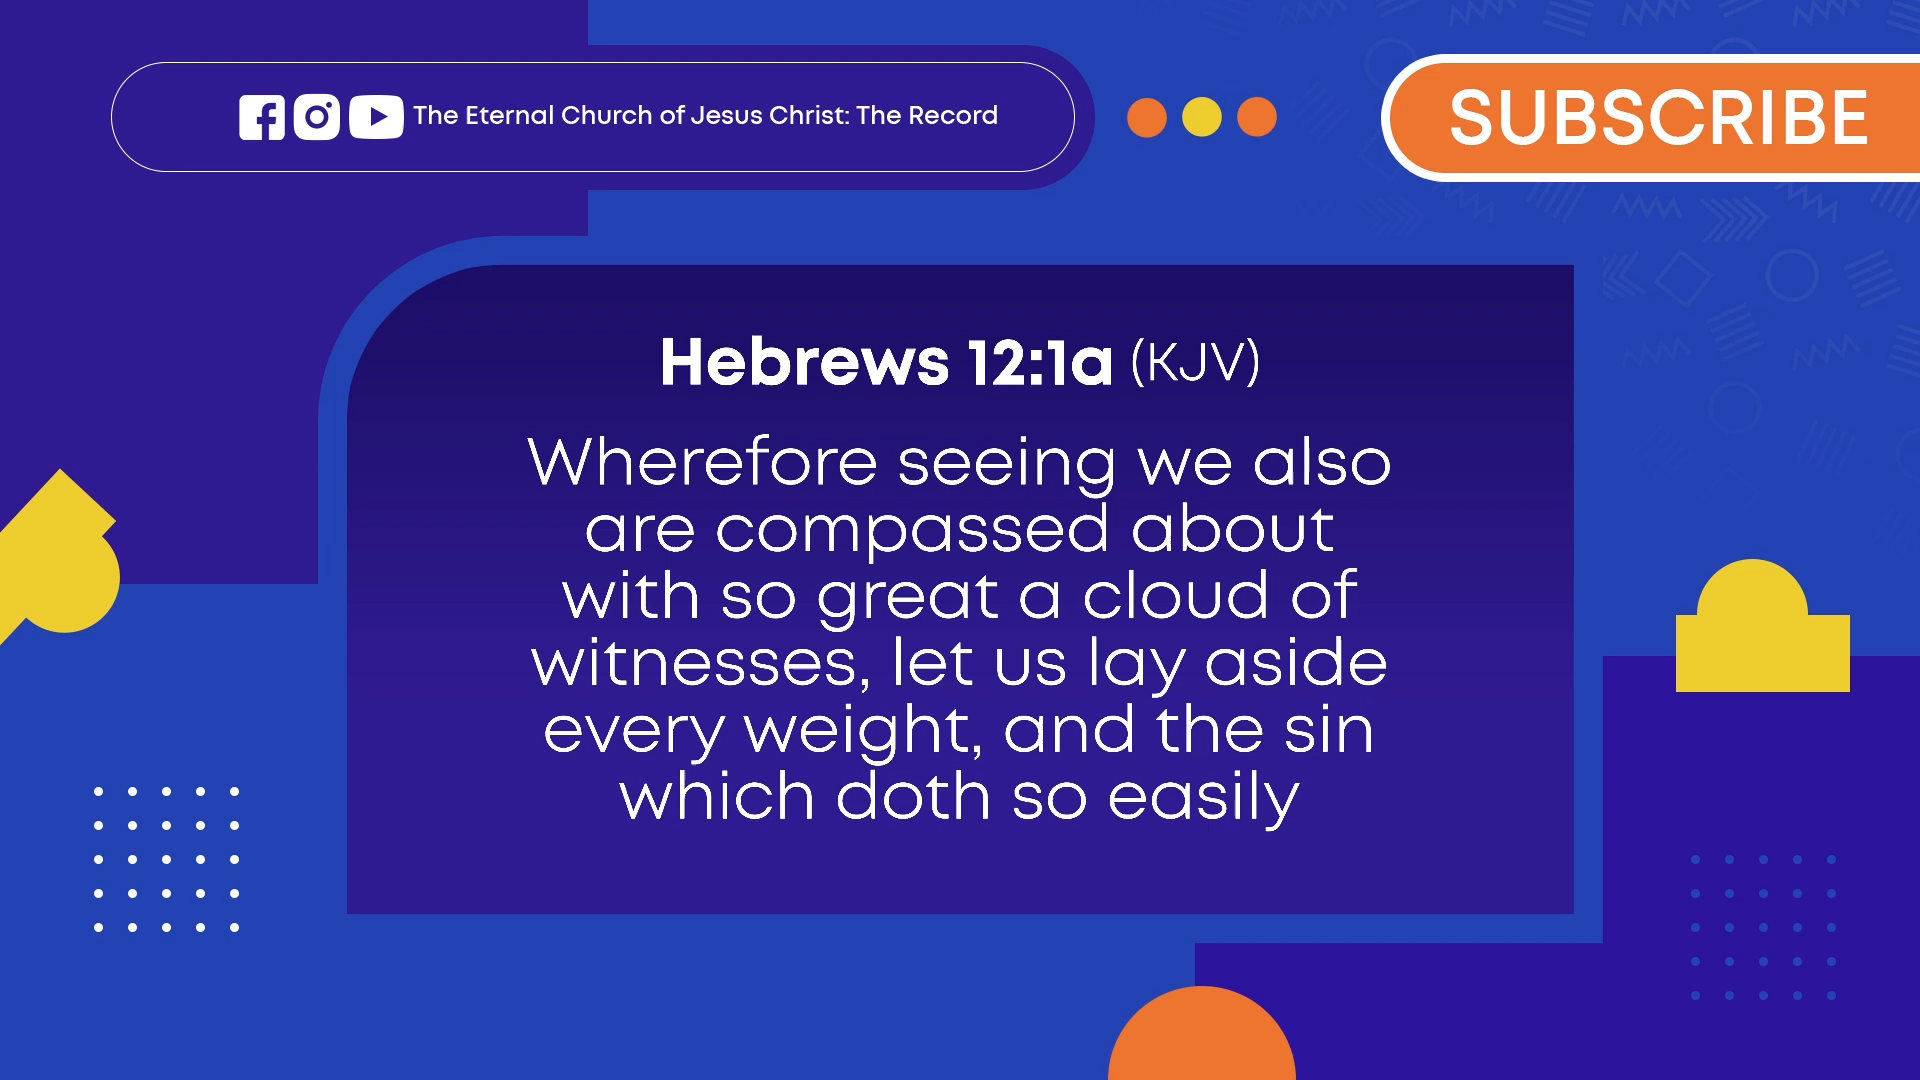 The Eternal Church of Jesus Christ: The Record
SUBSCRIBE
Hebrews 12:1a (KJV)
Wherefore seeing we also
are compassed about
with so great a cloud of
witnesses, let us lay aside
every weight, and the sin
which doth so easily